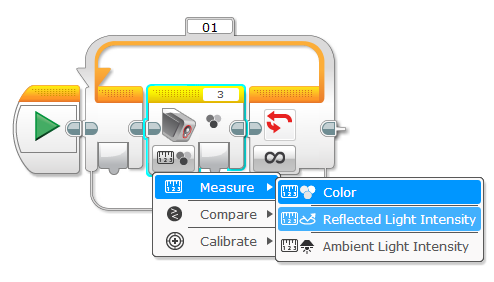 01
3
Measure
Color
Compare
Reflected Light Intensity
Calibrate
Ambient Light Intensity